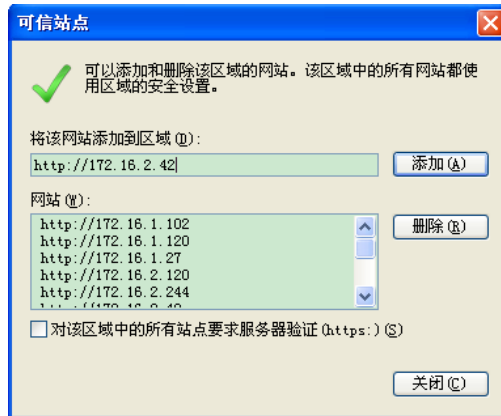 可信站点
可以添加和删除该区域的网站。该区域中的所有网站都使
用区域的安全设置。
将该网站添加到区域(D):
http://172.16.2.42
添加(A)
网站(W):
http://172.16.1.102
http://172.16.1.120
http://172.16.1.27
http://172.16.2.120
http://172.16.2.244
删除(R)
对该区域中的所有站点要求服务器验证(https:)(S)
关闭(C)